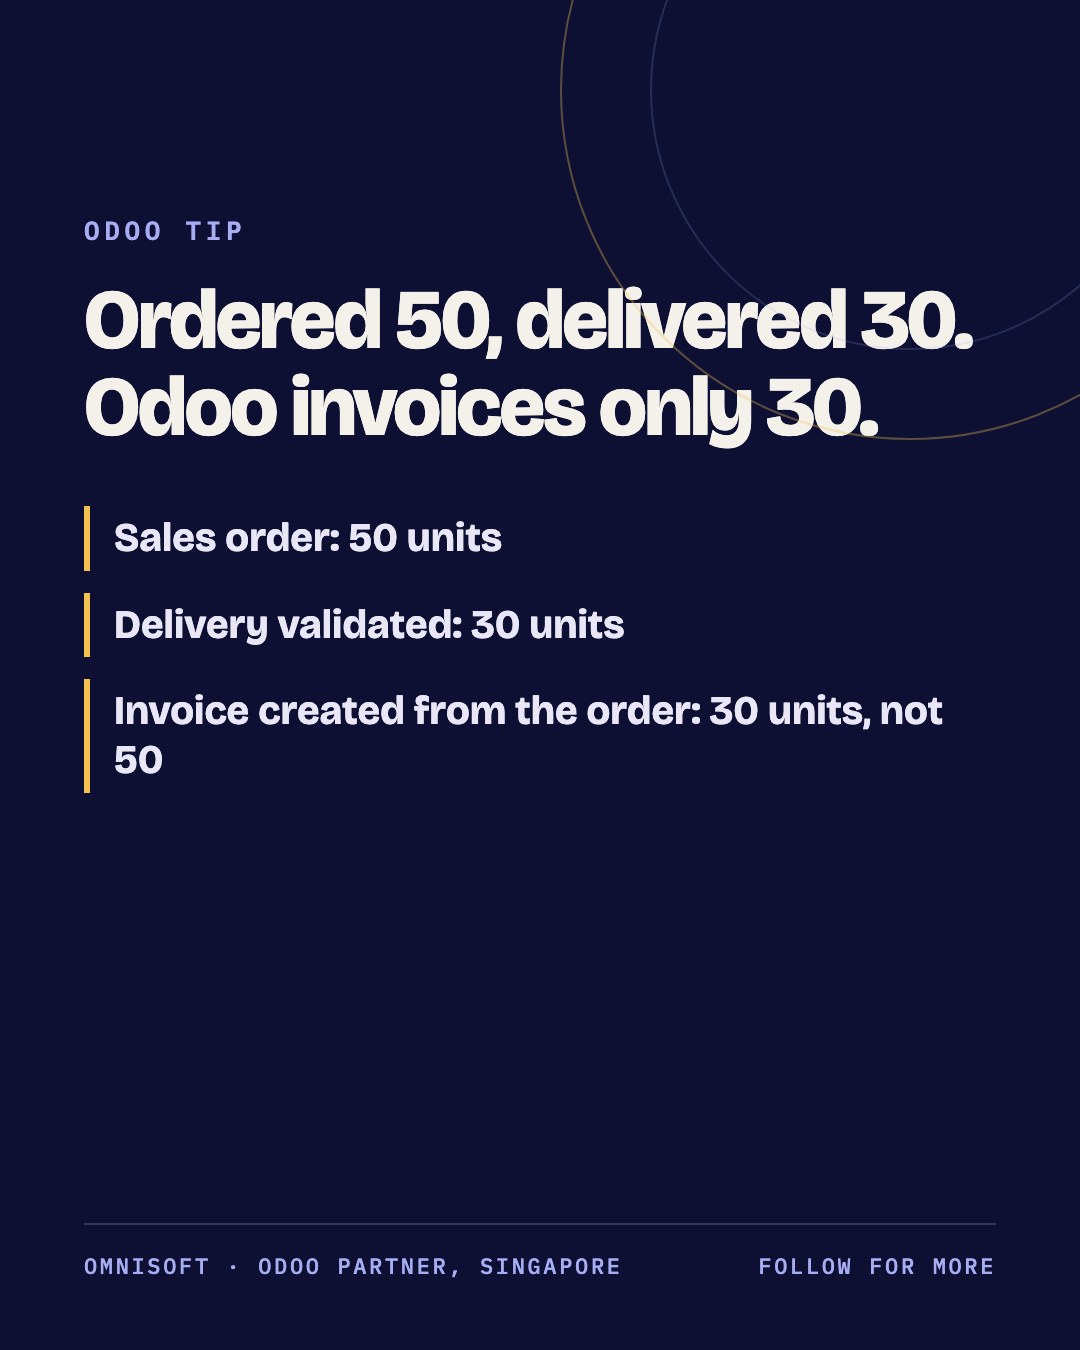 ODOO TIP
Ordered 50, delivered 30.
Odoo invoices only 30.
Sales order: 50 units
Delivery validated: 30 units
Invoice created from the order: 30 units, not
50
OMNISOFT · ODOO PARTNER, SINGAPORE
FOLLOW FOR MORE